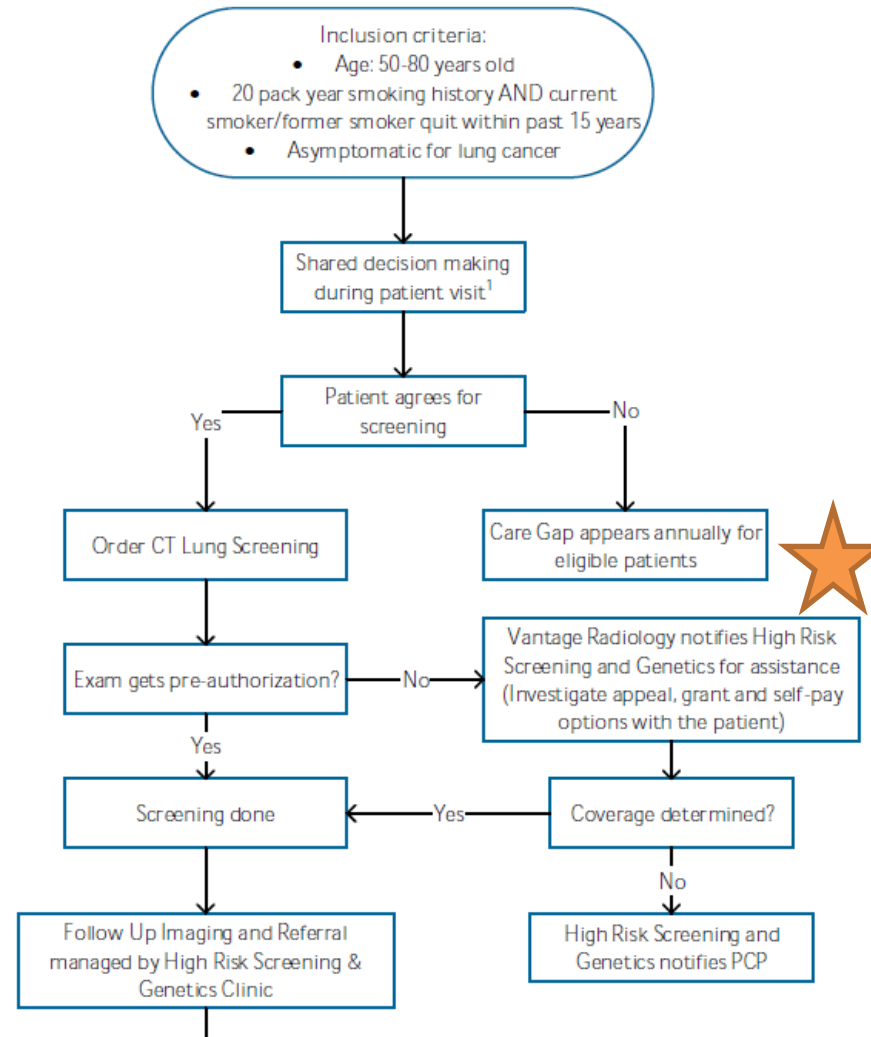 Inclusion criteria:
• Age: 50-80 years old
• 20 pack year smoking history AND current
smoker/former smoker quit within past 15 years
• Asymptomatic for lung cancer
Shared decision making
during patient visit1
Patient agrees for
screening
Yes
No
Order CT Lung Screening
Care Gap appears annually for
eligible patients
Exam gets pre-authorization?
No
Vantage Radiology notifies High Risk
Screening and Genetics for assistance
(Investigate appeal, grant and self-pay
options with the patient)
Yes
Screening done
Yes
Coverage determined?
No
Follow Up Imaging and Referral
managed by High Risk Screening &
Genetics Clinic
High Risk Screening and
Genetics notifies PCP